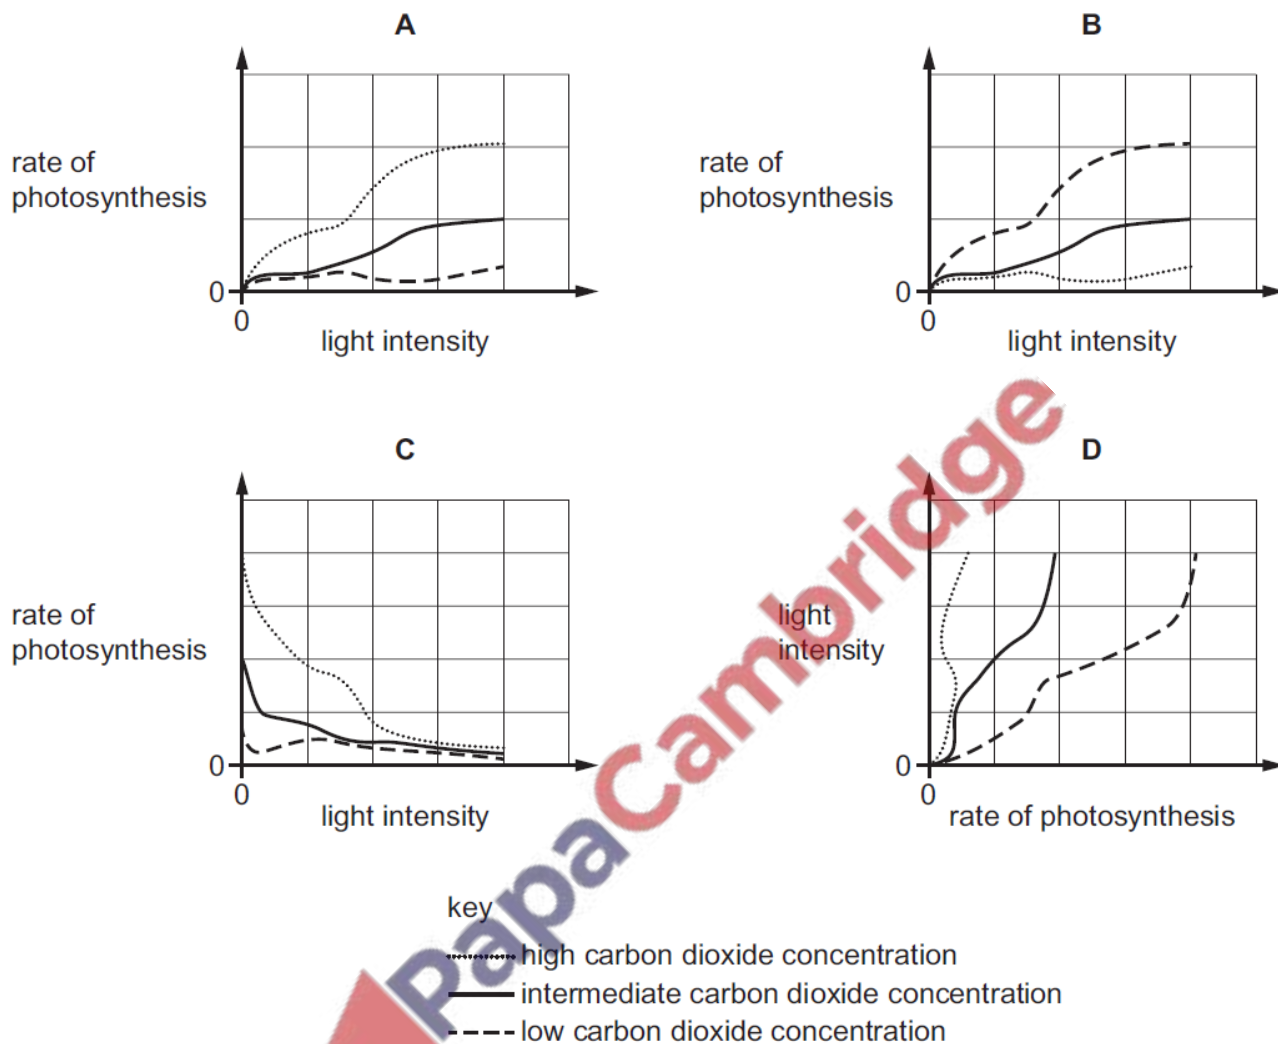 A
rate of
photosynthesis
0
0
light intensity
B
rate of
photosynthesis
0
0
light intensity
C
rate of
photosynthesis
0
0
light intensity
D
light
intensity
0
0
rate of photosynthesis
key
high carbon dioxide concentration
intermediate carbon dioxide concentration
low carbon dioxide concentration
PapaCambridge